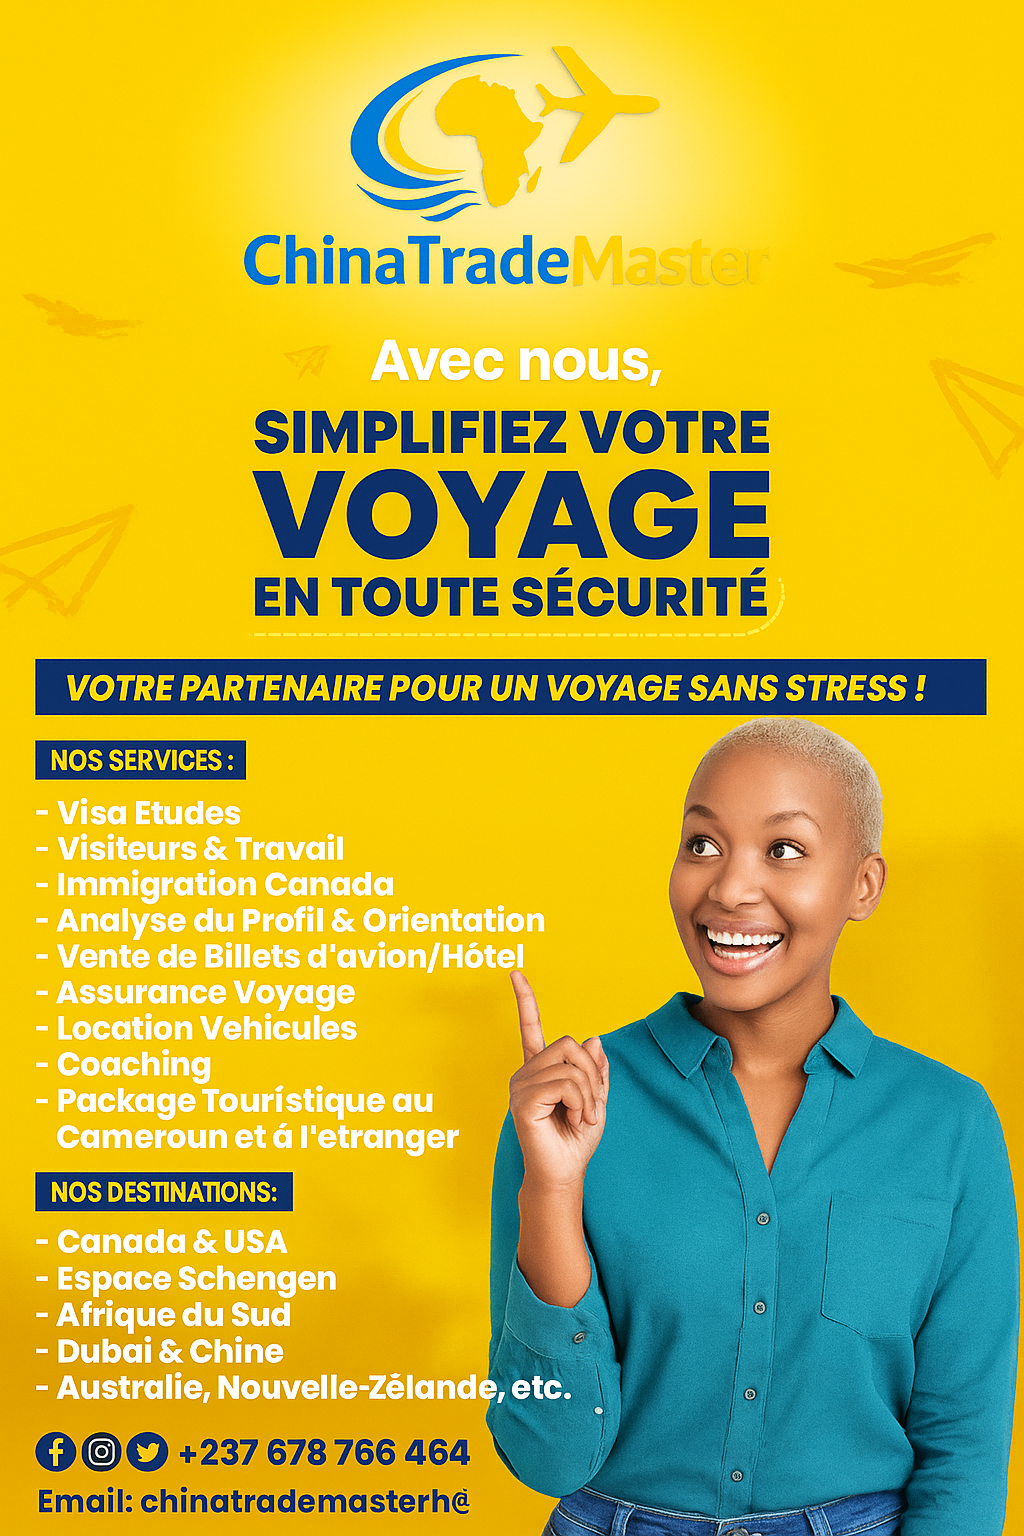 ChinaTradeMaster
Avec nous,
SIMPLIFIEZ VOTRE
VOYAGE
EN TOUTE SÉCURITÉ
VOTRE PARTENAIRE POUR UN VOYAGE SANS STRESS !
NOS SERVICES :
- Visa Etudes
- Visiteurs & Travail
- Immigration Canada
- Analyse du Profil & Orientation
- Vente de Billets d'avion/Hótel
- Assurance Voyage
- Location Vehicules
- Coaching
- Package Tourístique au
Cameroun et á l'etranger
NOS DESTINATIONS:
- Canada & USA
- Espace Schengen
- Afrique du Sud
- Dubai & Chine
- Australie, Nouvelle-Zělande, etc.
+237 678 766 464
Email: chinatrademasterh@